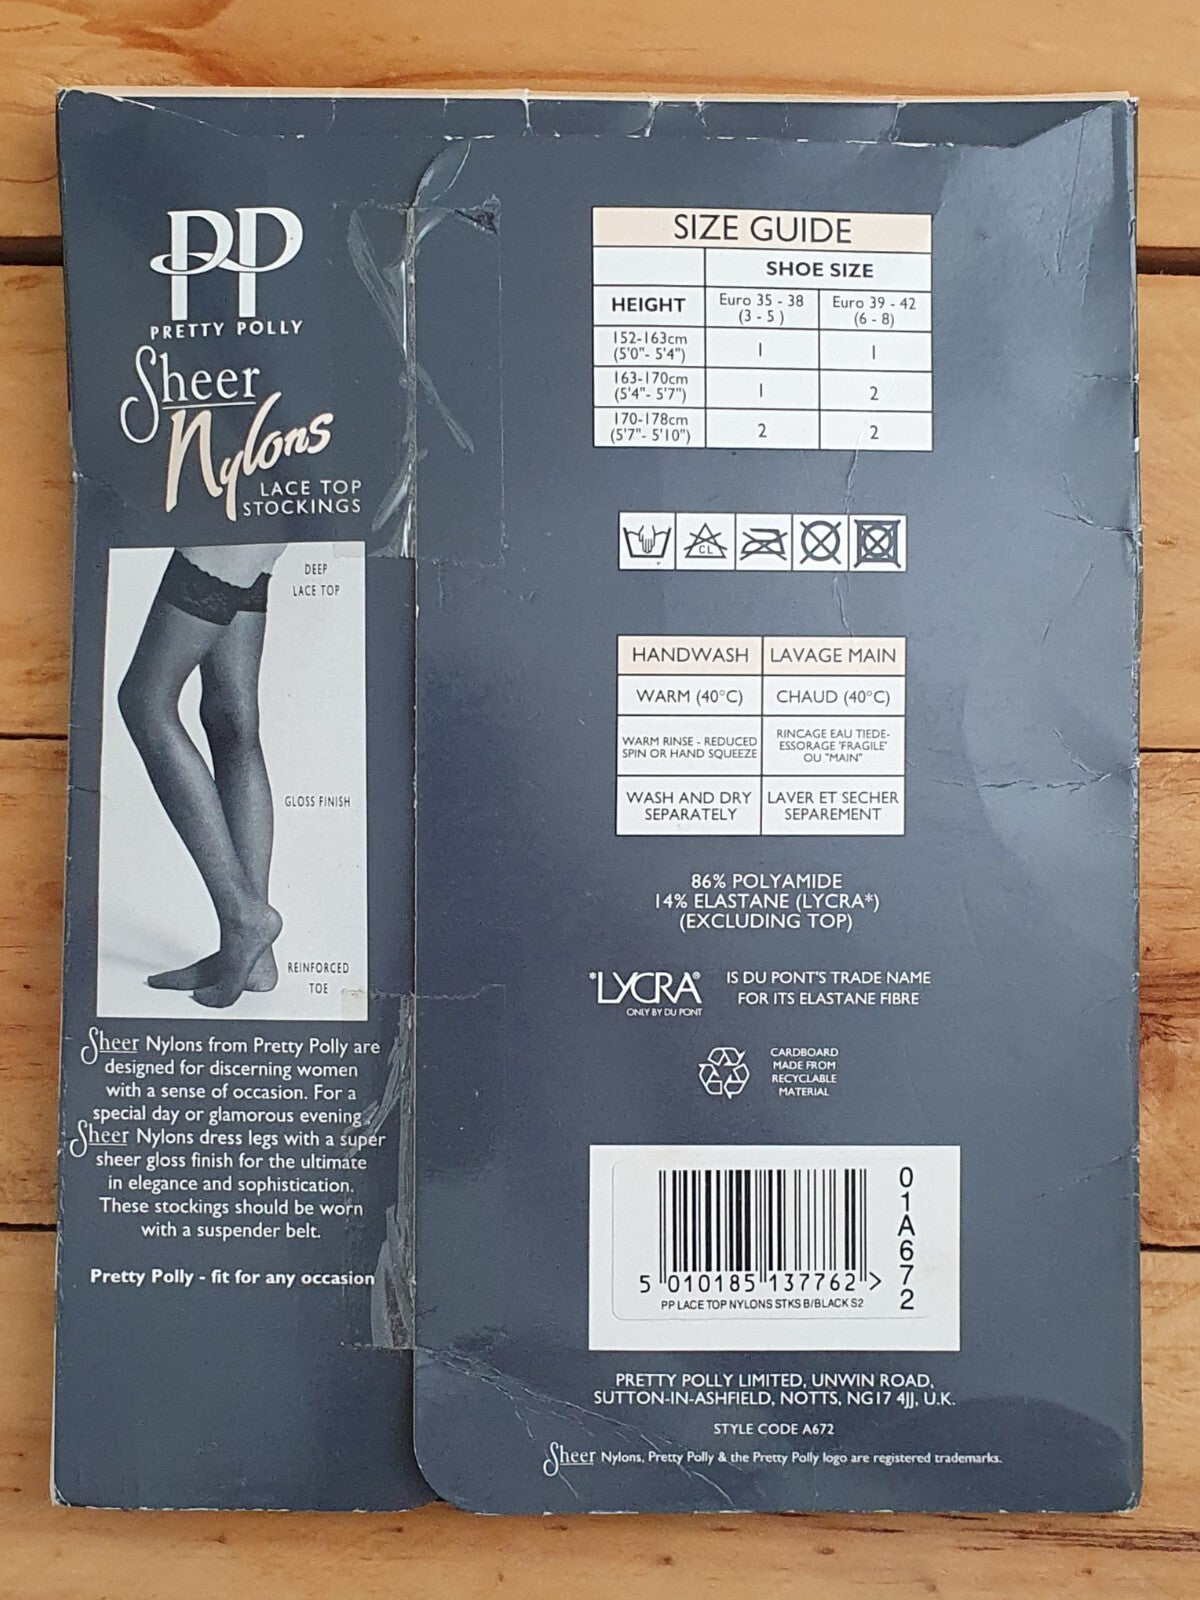 PP
PRETTY POLLY
Sheer
Nylons
LACE TOP
STOCKINGS
DEEP
LACE TOP
GLOSS FINISH
REINFORCED
TOE
Sheer Nylons from Pretty Polly are
designed for discerning women
with a sense of occasion. For a
special day or glamorous evening,
Sheer Nylons dress legs with a super
sheer gloss finish for the ultimate
in elegance and sophistication.
These stockings should be worn
with a suspender belt.
Pretty Polly - fit for any occasion
SIZE GUIDE
SHOE SIZE
HEIGHT Euro 35 - 38 Euro 39 - 42
(3 - 5 ) (6 - 8)
152-163cm
(5'0"- 5'4") 1 1
163-170cm
(5'4"- 5'7") 1 2
170-178cm
(5'7"- 5'10") 2 2
CL
HANDWASH LAVAGE MAIN
WARM (40°C) CHAUD (40°C)
WARM RINSE - REDUCED
SPIN OR HAND SQUEEZE
RINCAGE EAU TIEDE-
ESSORAGE 'FRAGILE'
OU "MAIN"
WASH AND DRY
SEPARATELY
LAVER ET SECHER
SEPAREMENT
86% POLYAMIDE
14% ELASTANE (LYCRA*)
(EXCLUDING TOP)
*LYCRA®
ONLY BY DU PONT
IS DU PONT'S TRADE NAME
FOR ITS ELASTANE FIBRE
CARDBOARD
MADE FROM
RECYCLABLE
MATERIAL
5 010185 137762 >
PP LACE TOP NYLONS STKS B/BLACK S2
01A672
PRETTY POLLY LIMITED, UNWIN ROAD,
SUTTON-IN-ASHFIELD, NOTTS, NG17 4JJ, U.K.
STYLE CODE A672
Sheer Nylons, Pretty Polly & the Pretty Polly logo are registered trademarks.